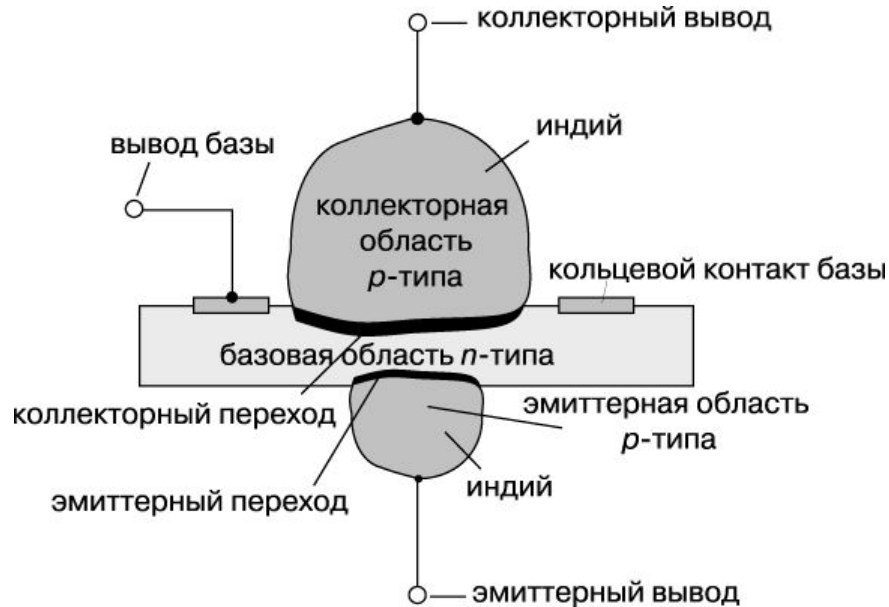 коллекторный вывод
индий
вывод базы
коллекторная
область
p-типа
кольцевой контакт базы
базовая область n-типа
коллекторный переход
эмиттерная область
p-типа
эмиттерный переход
индий
эмиттерный вывод